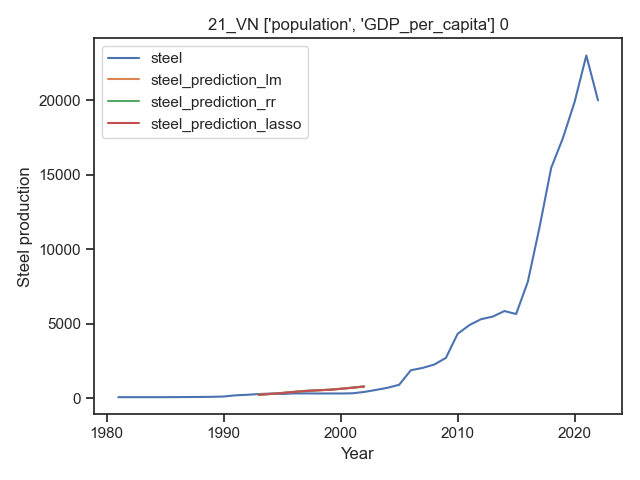 21_VN ['population', 'GDP_per_capita'] 0
steel
steel_prediction_lm
steel_prediction_rr
steel_prediction_lasso
Steel production
20000
15000
10000
5000
0
1980 1990 2000 2010 2020
Year